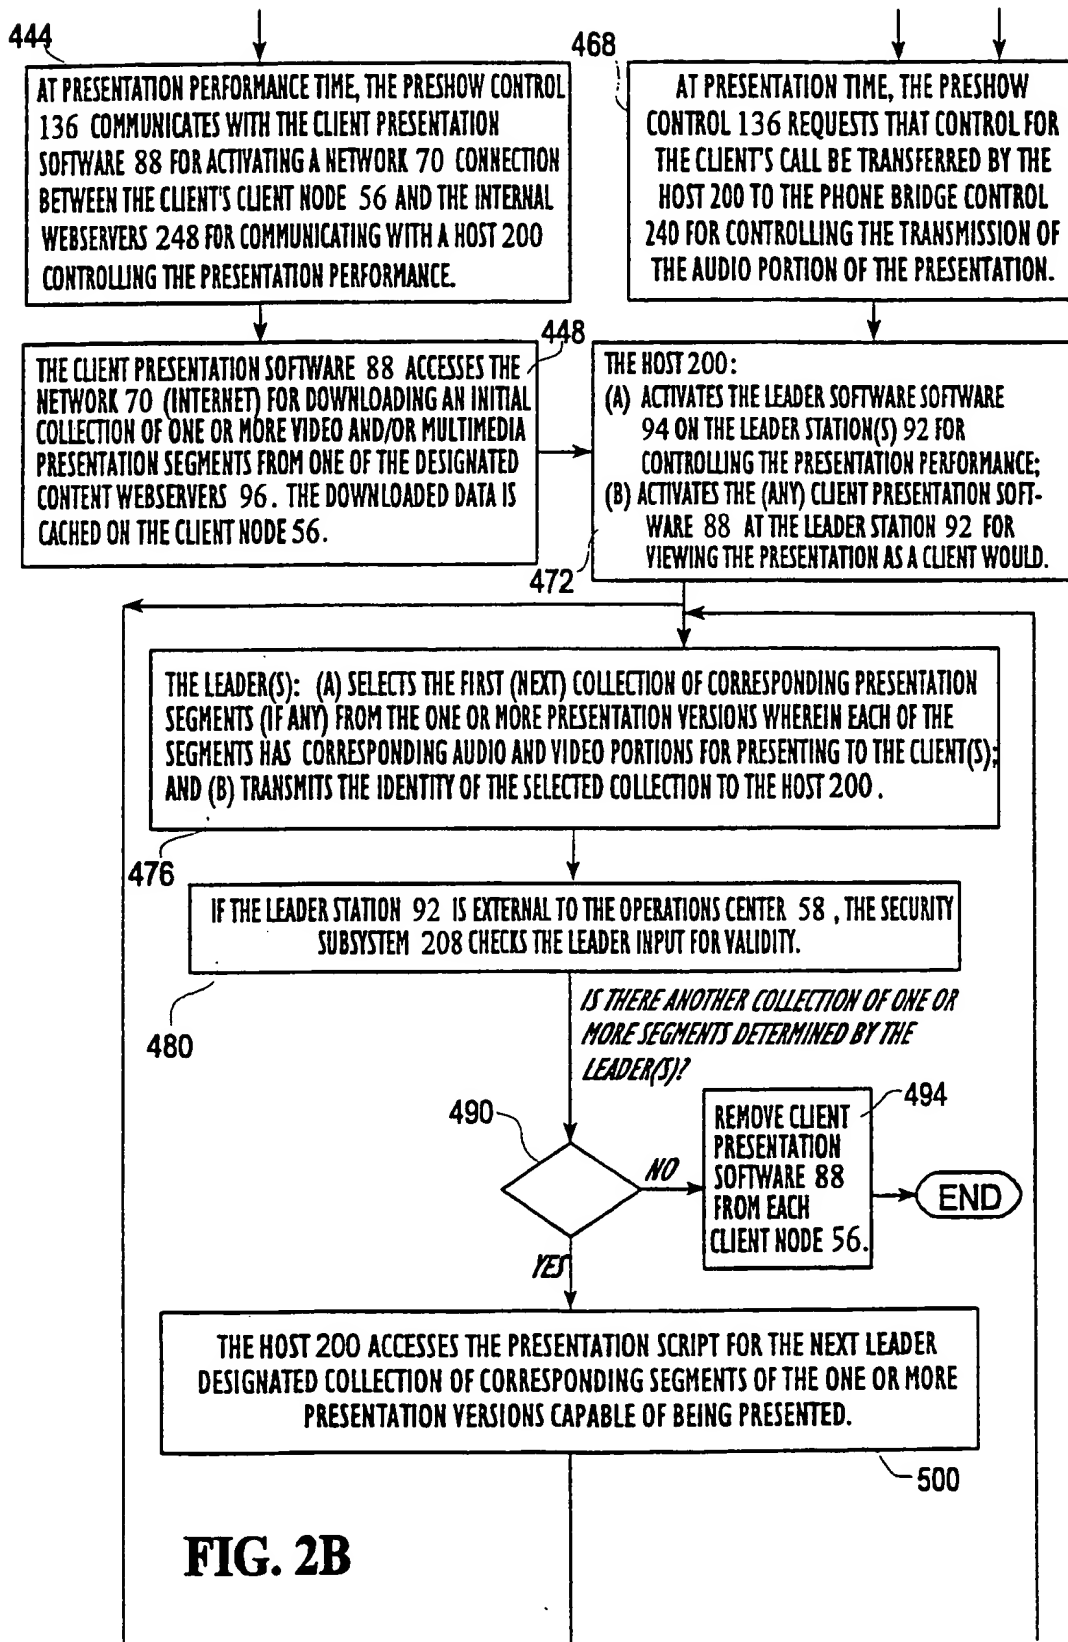 444
AT PRESENTATION PERFORMANCE TIME, THE PRESHOW CONTROL
136 COMMUNICATES WITH THE CLIENT PRESENTATION
SOFTWARE 88 FOR ACTIVATING A NETWORK 70 CONNECTION
BETWEEN THE CLIENT'S CLIENT NODE 56 AND THE INTERNAL
WEBSERVERS 248 FOR COMMUNICATING WITH A HOST 200
CONTROLLING THE PRESENTATION PERFORMANCE.
468
AT PRESENTATION TIME, THE PRESHOW
CONTROL 136 REQUESTS THAT CONTROL FOR
THE CLIENT'S CALL BE TRANSFERRED BY THE
HOST 200 TO THE PHONE BRIDGE CONTROL
240 FOR CONTROLLING THE TRANSMISSION OF
THE AUDIO PORTION OF THE PRESENTATION.
448
THE CLIENT PRESENTATION SOFTWARE 88 ACCESSES THE
NETWORK 70 (INTERNET) FOR DOWNLOADING AN INITIAL
COLLECTION OF ONE OR MORE VIDEO AND/OR MULTIMEDIA
PRESENTATION SEGMENTS FROM ONE OF THE DESIGNATED
CONTENT WEBSERVERS 96. THE DOWNLOADED DATA IS
CACHED ON THE CLIENT NODE 56.
THE HOST 200:
(A) ACTIVATES THE LEADER SOFTWARE SOFTWARE
94 ON THE LEADER STATION(S) 92 FOR
CONTROLLING THE PRESENTATION PERFORMANCE;
(B) ACTIVATES THE (ANY) CLIENT PRESENTATION SOFT-
WARE 88 AT THE LEADER STATION 92 FOR
VIEWING THE PRESENTATION AS A CLIENT WOULD.
472
THE LEADER(S): (A) SELECTS THE FIRST (NEXT) COLLECTION OF CORRESPONDING PRESENTATION
SEGMENTS (IF ANY) FROM THE ONE OR MORE PRESENTATION VERSIONS WHEREIN EACH OF THE
SEGMENTS HAS CORRESPONDING AUDIO AND VIDEO PORTIONS FOR PRESENTING TO THE CLIENT(S);
AND (B) TRANSMITS THE IDENTITY OF THE SELECTED COLLECTION TO THE HOST 200.
476
IF THE LEADER STATION 92 IS EXTERNAL TO THE OPERATIONS CENTER 58, THE SECURITY
SUBSYSTEM 208 CHECKS THE LEADER INPUT FOR VALIDITY.
480
IS THERE ANOTHER COLLECTION OF ONE OR
MORE SEGMENTS DETERMINED BY THE
LEADER(S)?
490
NO
494
REMOVE CLIENT
PRESENTATION
SOFTWARE 88
FROM EACH
CLIENT NODE 56.
END
YES
THE HOST 200 ACCESSES THE PRESENTATION SCRIPT FOR THE NEXT LEADER
DESIGNATED COLLECTION OF CORRESPONDING SEGMENTS OF THE ONE OR MORE
PRESENTATION VERSIONS CAPABLE OF BEING PRESENTED.
500
FIG. 2B